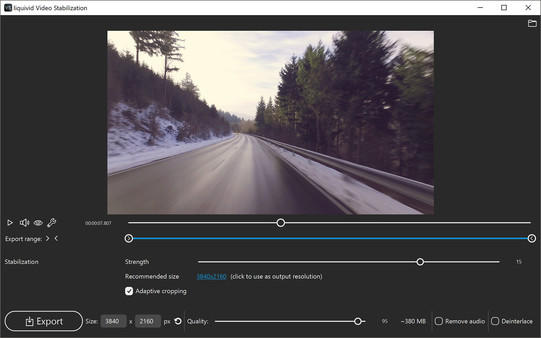 VS liquivid Video Stabilization
00:00:07.807
Export range:
Stabilization Strength 15
Recommended size 3840x2160 (click to use as output resolution)
Adaptive cropping
Export Size: 3840 x 2160 px Quality: 95 ~380 MB Remove audio Deinterlace